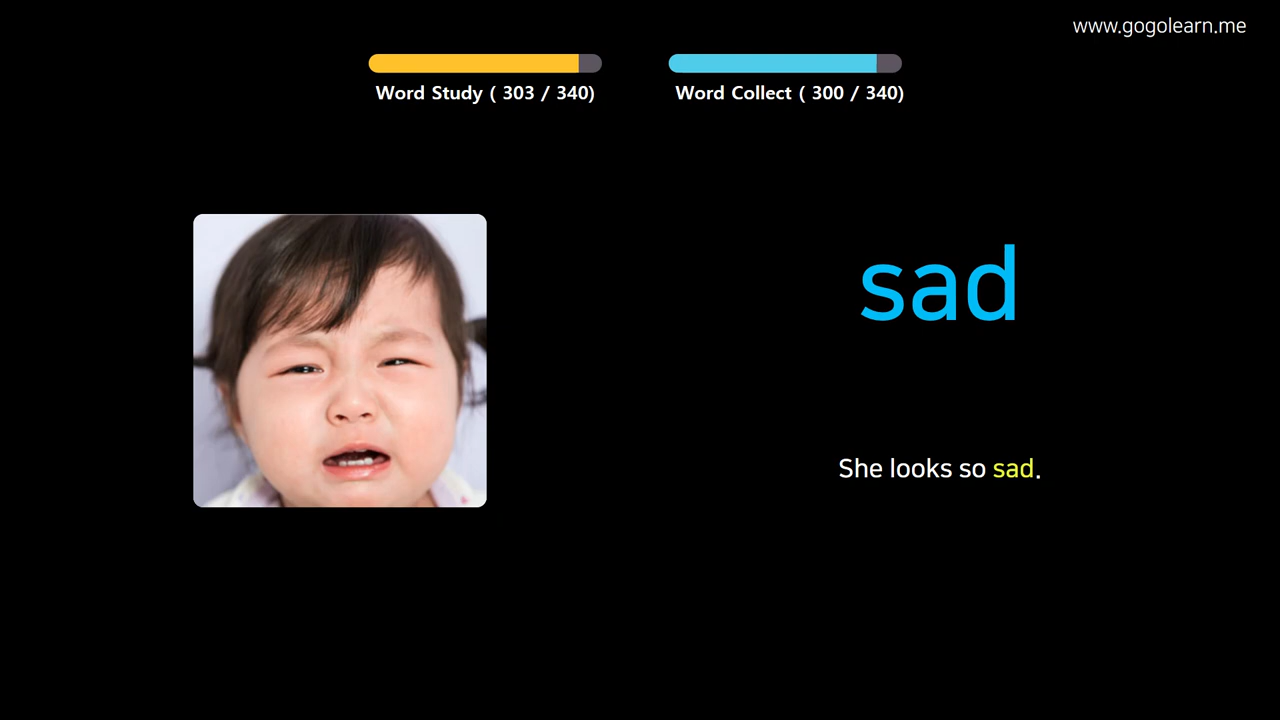 www.gogolearn.me
Word Study ( 303 / 340)
Word Collect ( 300 / 340)
sad
She looks so sad.